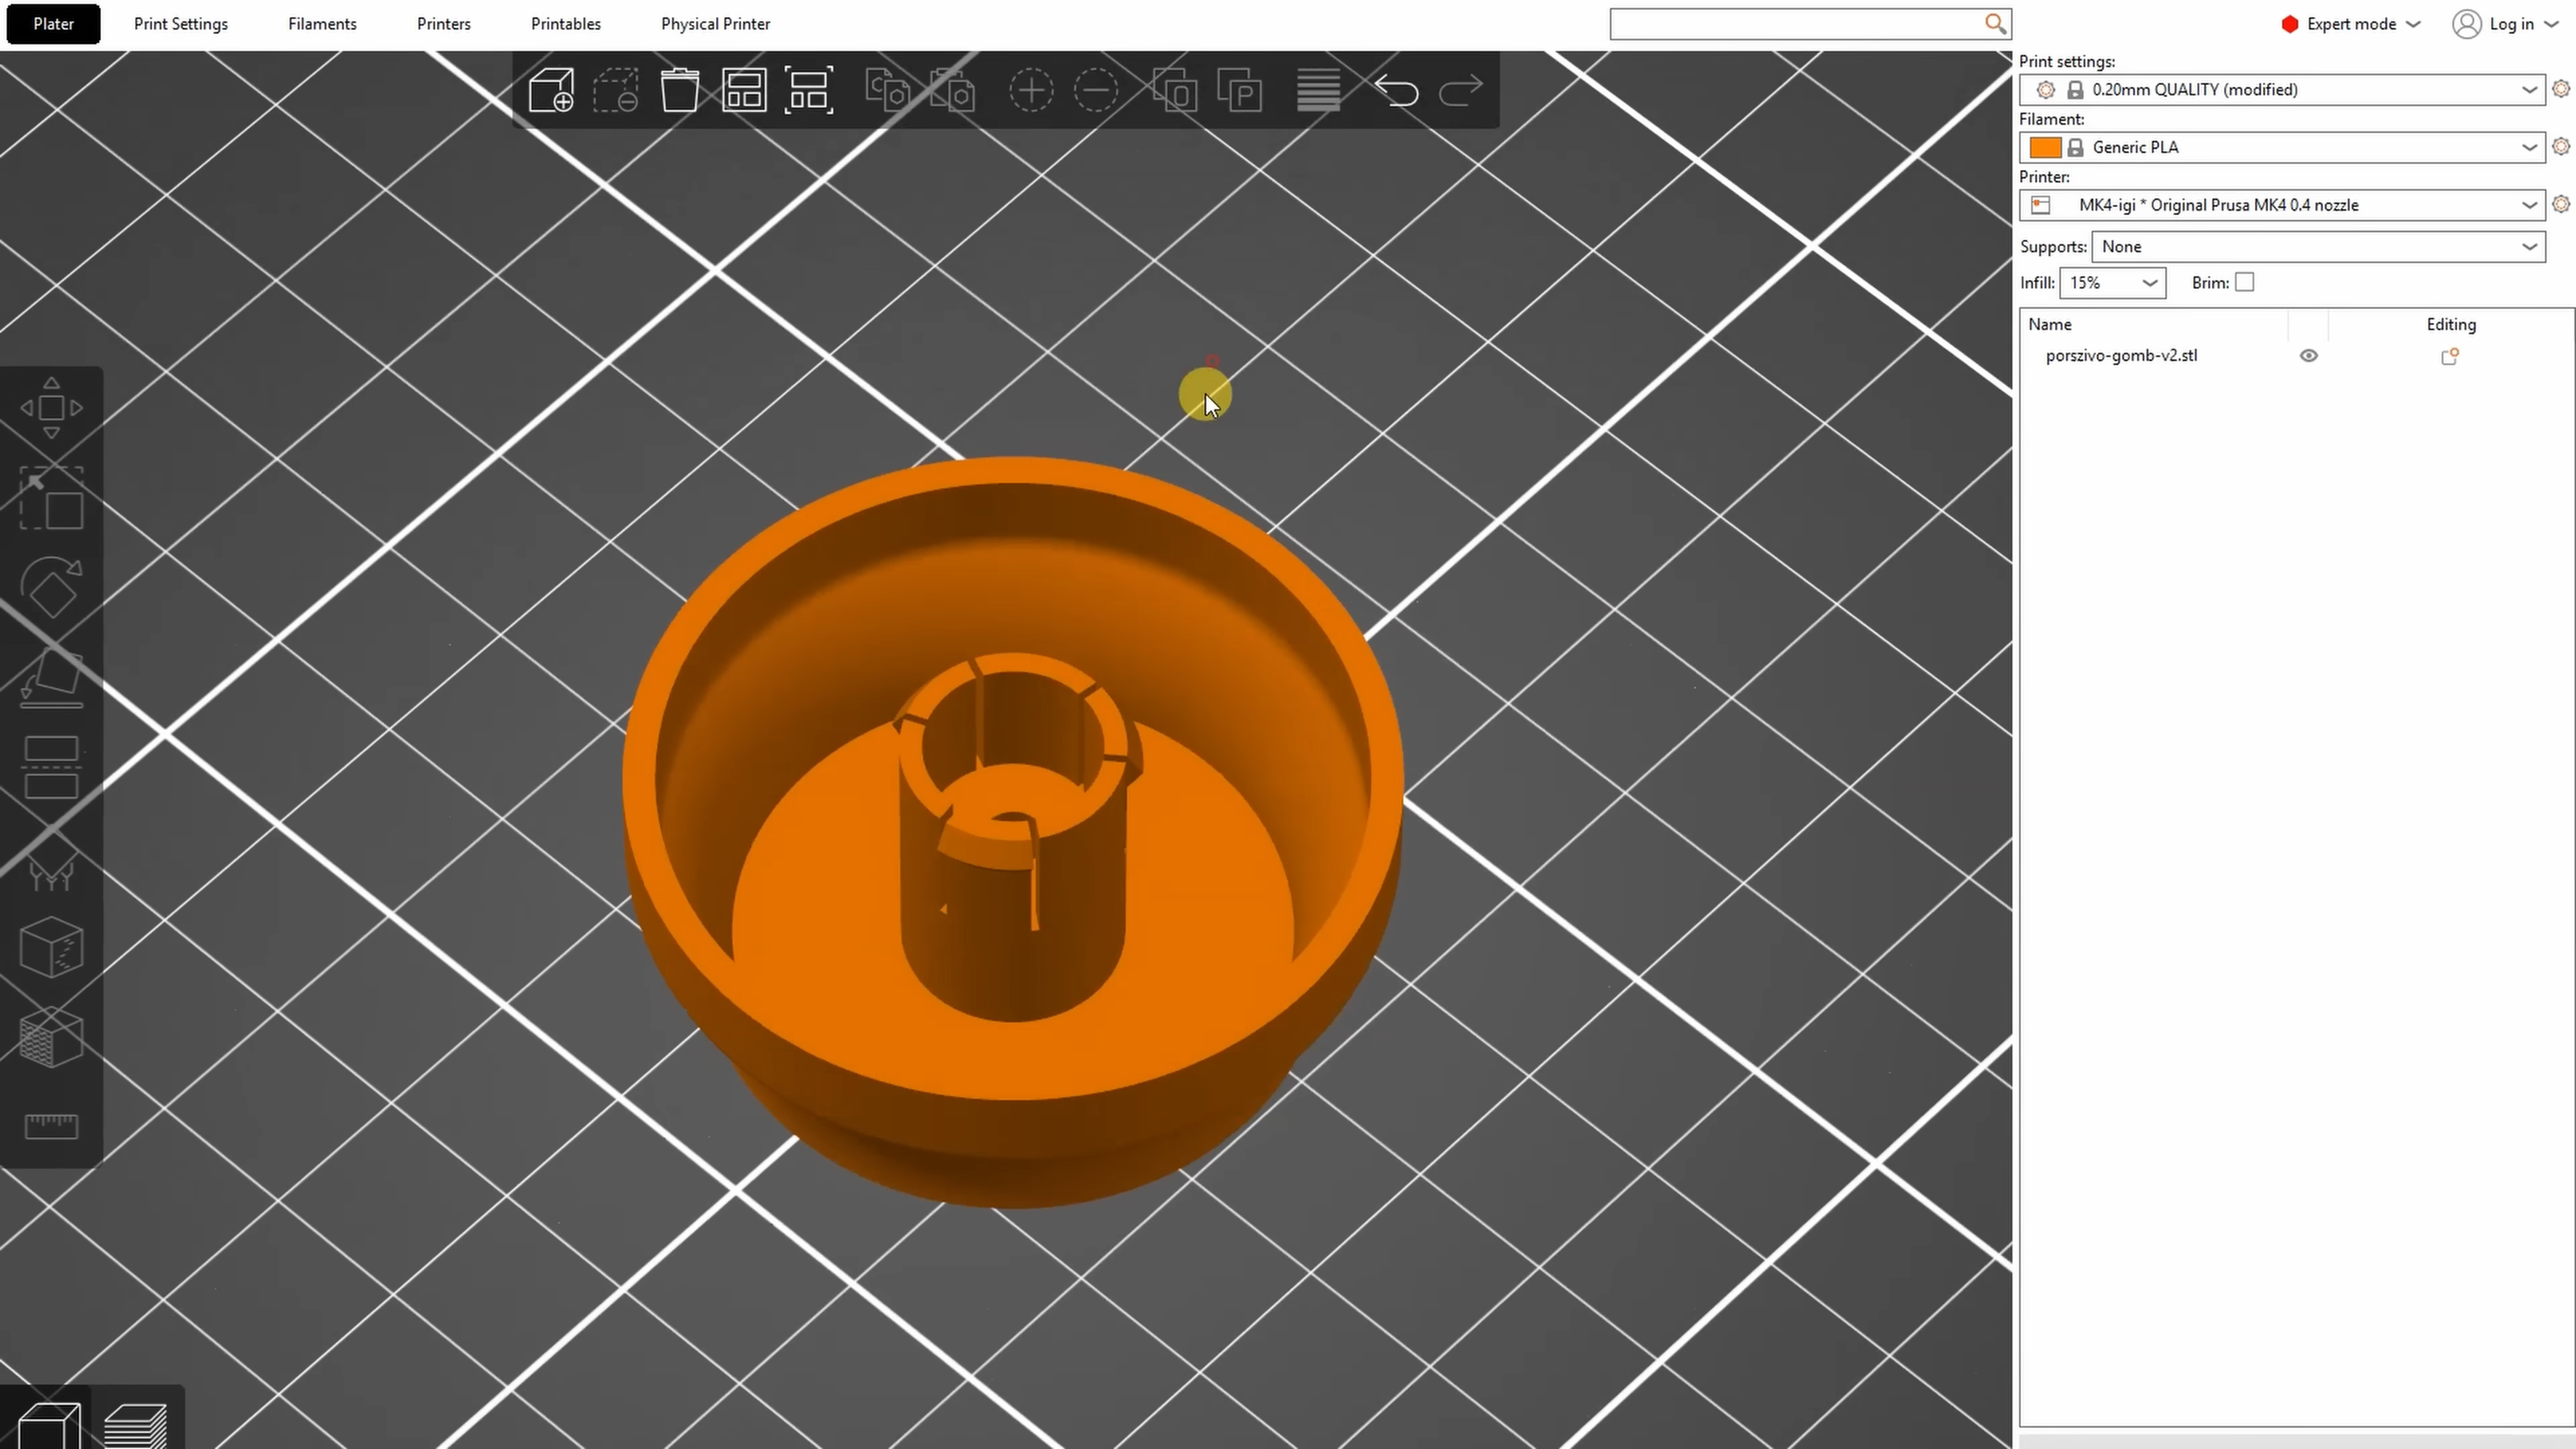 Plater Print Settings Filaments Printers Printables Physical Printer Expert mode Log in
Print settings:
0.20mm QUALITY (modified)
Filament:
Generic PLA
Printer:
MK4-igi * Original Prusa MK4 0.4 nozzle
Supports: None
Infill: 15% Brim:
Name Editing
porszivo-gomb-v2.stl